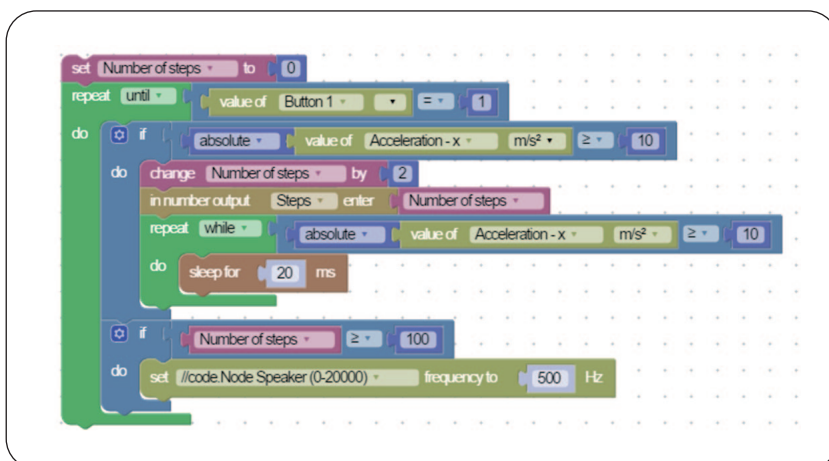 set Number of steps to 0
repeat until value of Button 1 = 1
do if absolute value of Acceleration - x m/s² ≥ 10
do change Number of steps by 2
in number output Steps enter Number of steps
repeat while absolute value of Acceleration - x m/s² ≥ 10
do sleep for 20 ms
if Number of steps ≥ 100
do set //code.Node Speaker (0-20000) frequency to 500 Hz